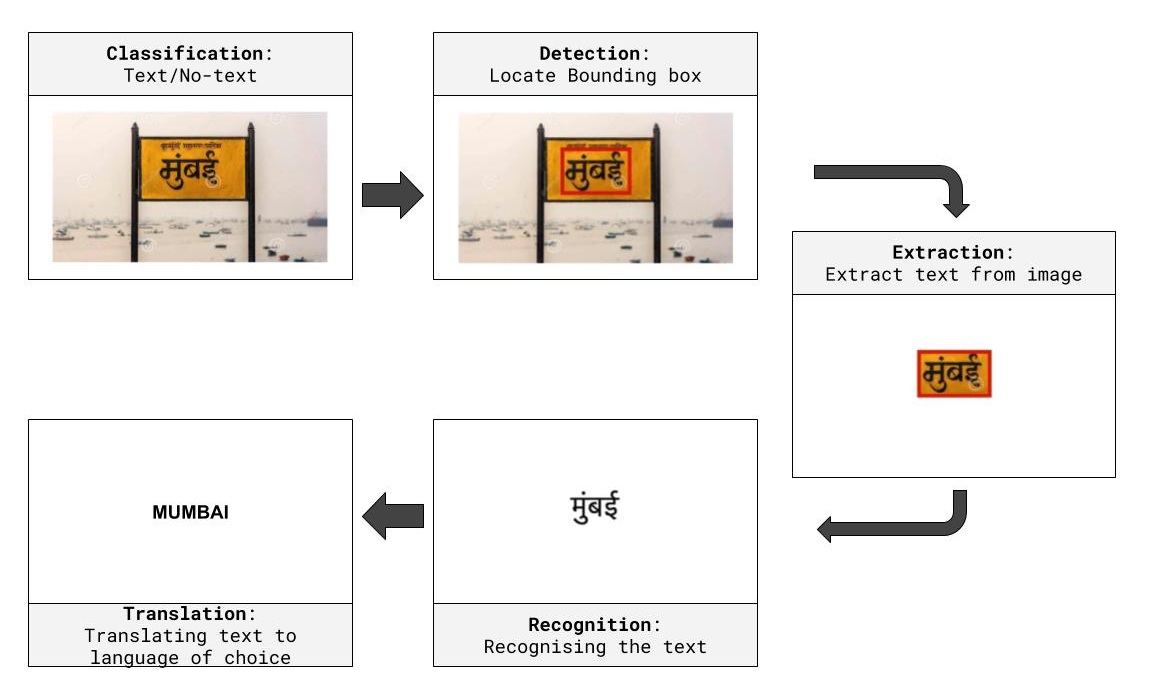 Classification:
Text/No-text
मुंबई
Detection:
Locate Bounding box
मुंबई
Extraction:
Extract text from image
मुंबई
मुंबई
Recognition:
Recognising the text
MUMBAI
Translation:
Translating text to
language of choice